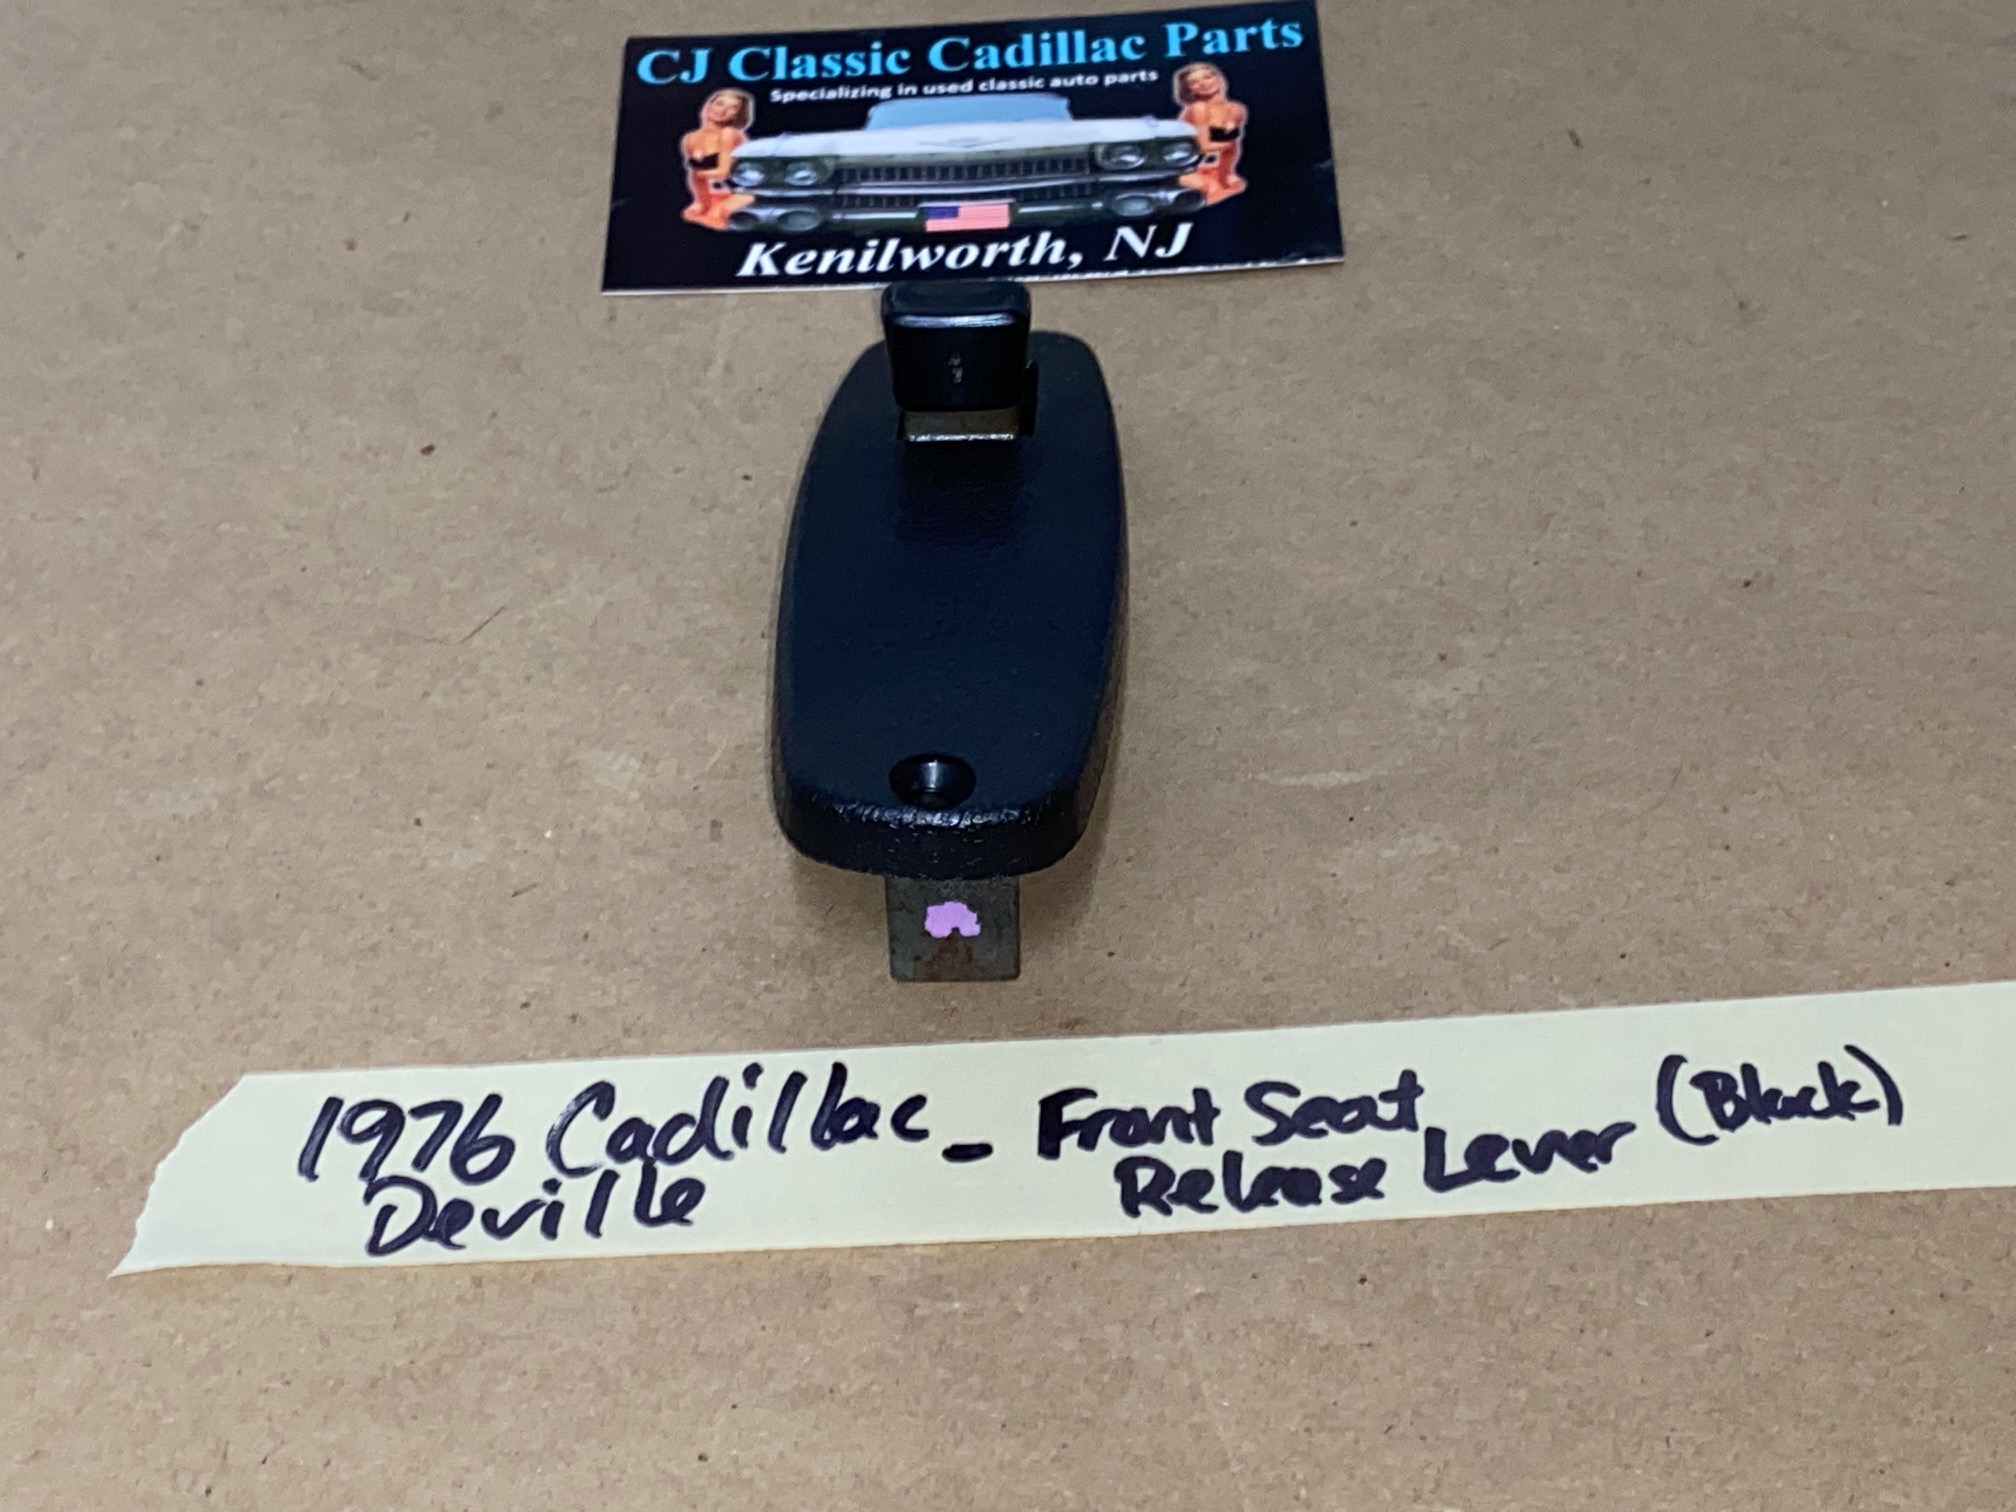 CJ Classic Cadillac Parts
Specializing in used classic auto parts
Kenilworth, NJ
1976 Cadillac - Front Seat
Deville Release Lever (Black)